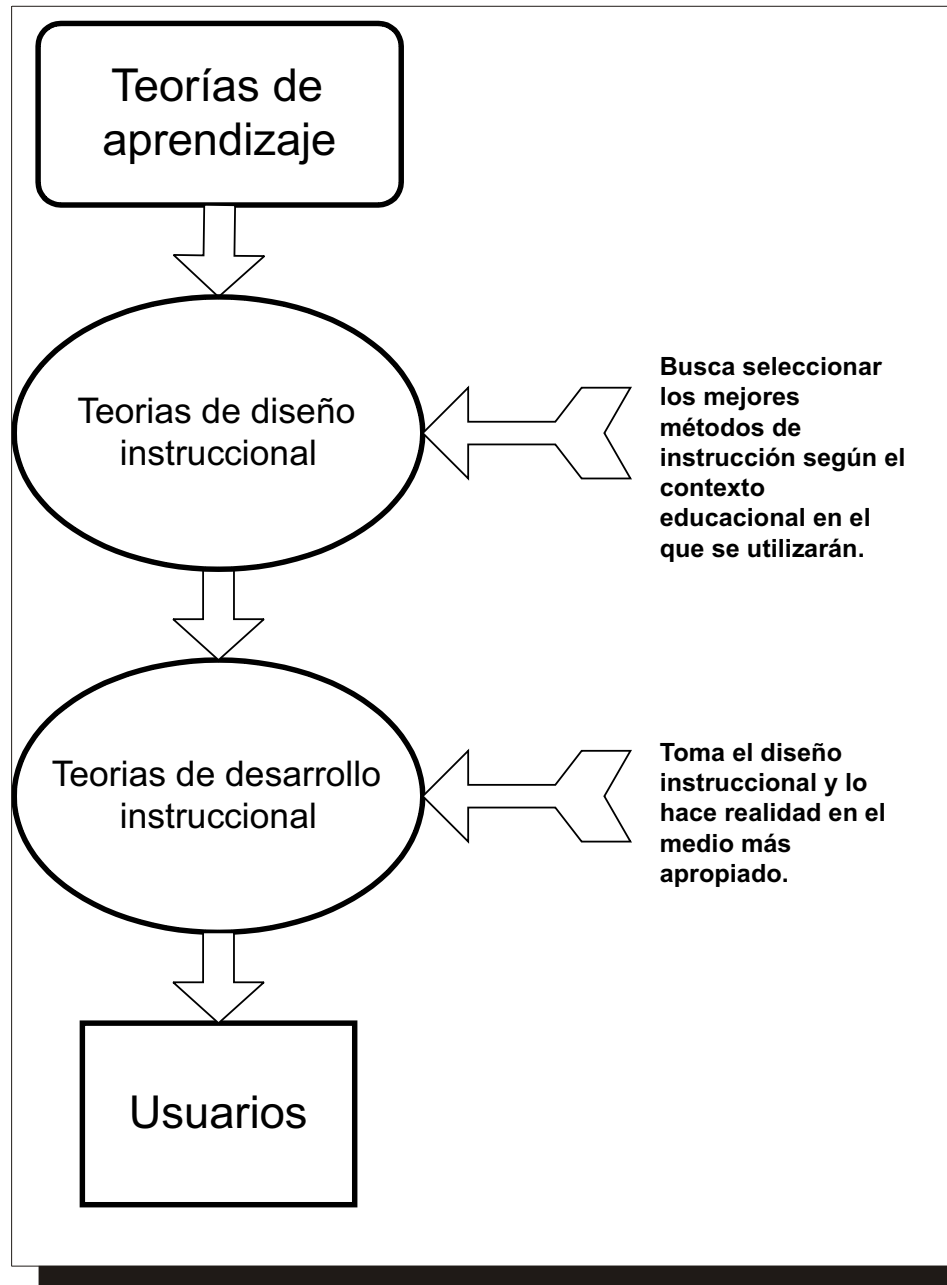 Teorías de
aprendizaje
Teorias de diseño
instruccional
Busca seleccionar
los mejores
métodos de
instrucción según el
contexto
educacional en el
que se utilizarán.
Teorias de desarrollo
instruccional
Toma el diseño
instruccional y lo
hace realidad en el
medio más
apropiado.
Usuarios